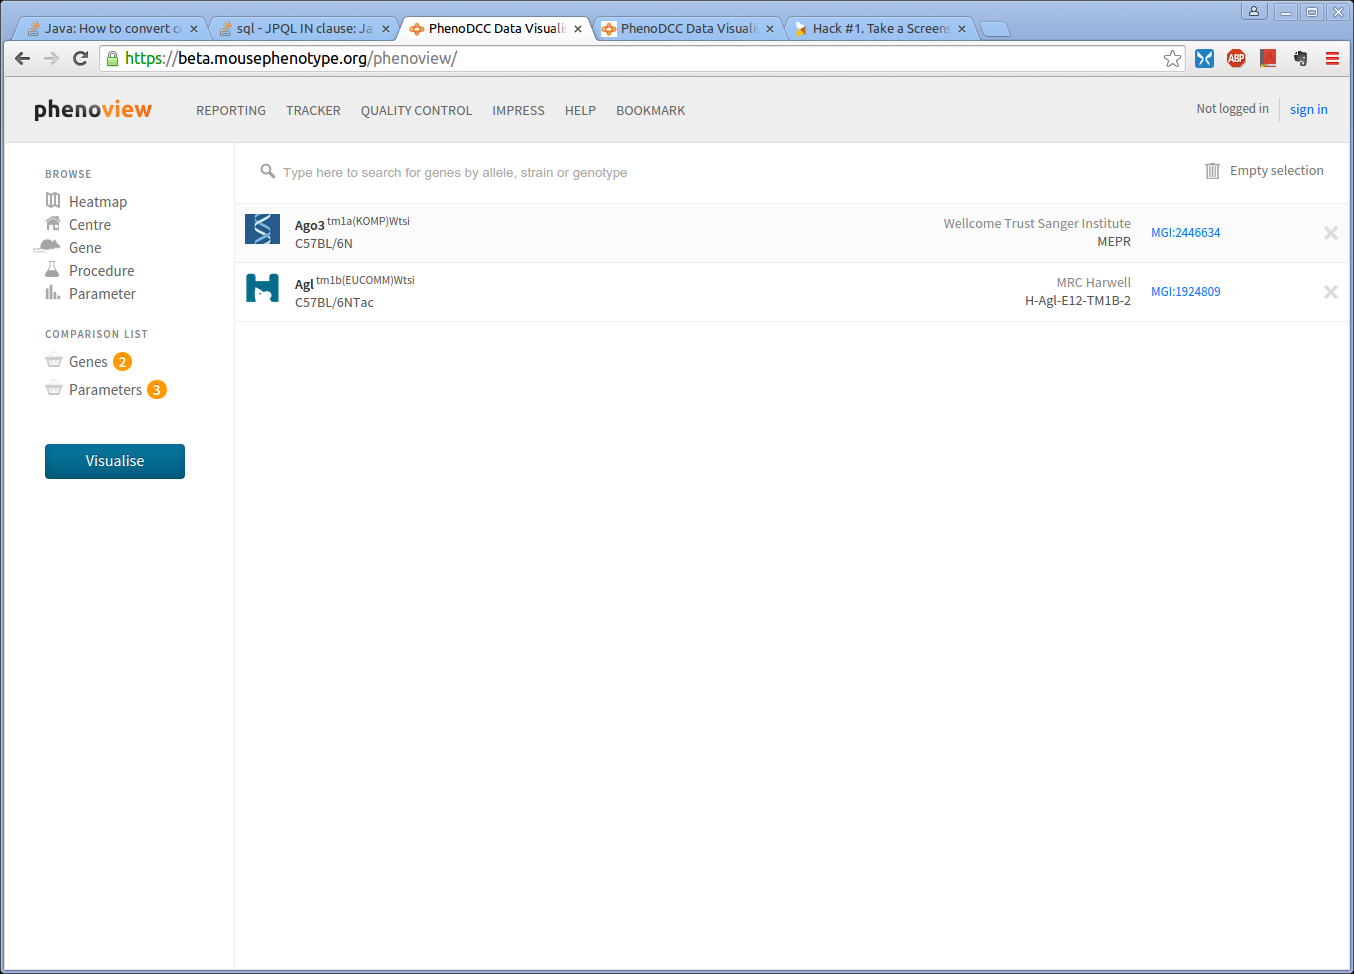 Java: How to convert c
sql - JPQL IN clause: Ja
PhenoDCC Data Visuali
PhenoDCC Data Visuali
Hack #1. Take a Screens
https://beta.mousephenotype.org/phenoview/
ABP
phenoview
REPORTING TRACKER QUALITY CONTROL IMPRESS HELP BOOKMARK
Not logged in
sign in
BROWSE
Heatmap
Centre
Gene
Procedure
Parameter
COMPARISON LIST
Genes 2
Parameters 3
Visualise
Type here to search for genes by allele, strain or genotype
Empty selection
Ago3 tm1a(KOMP)Wtsi
C57BL/6N
Wellcome Trust Sanger Institute
MEPR
MGI:2446634
Agl tm1b(EUCOMM)Wtsi
C57BL/6NTac
MRC Harwell
H-Agl-E12-TM1B-2
MGI:1924809